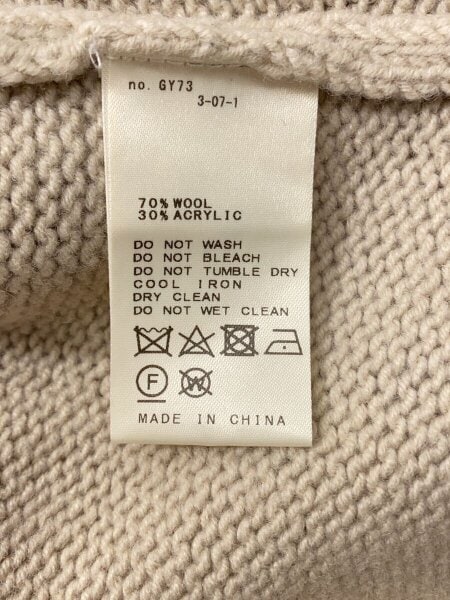 no. GY73
3-07-1
70% WOOL
30% ACRYLIC
DO NOT WASH
DO NOT BLEACH
DO NOT TUMBLE DRY
COOL IRON
DRY CLEAN
DO NOT WET CLEAN
F W
MADE IN CHINA